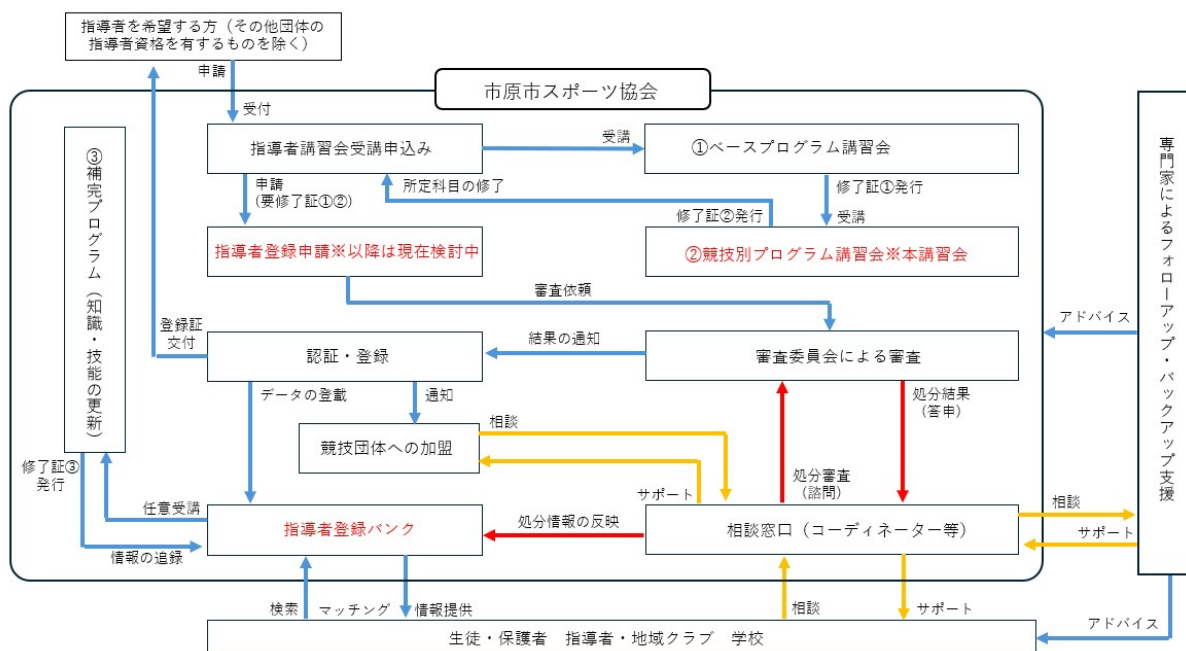 指導者を希望する方（その他団体の
指導者資格を有するものを除く）
申請
市原市スポーツ協会
受付
指導者講習会受講申込み
受講
①ベースプログラム講習会
申請
(要修了証①②)
所定科目の修了
修了証①発行
修了証②発行
受講
指導者登録申請※以降は現在検討中
②競技別プログラム講習会※本講習会
③補完プログラム（知識・技能の更新）
審査依頼
登録証
交付
認証・登録
結果の通知
審査委員会による審査
アドバイス
専門家によるフォローアップ・バックアップ支援
データの登載
通知
処分結果
(答申)
競技団体への加盟
相談
サポート
処分審査
(諮問)
修了証③
発行
任意受講
指導者登録バンク
処分情報の反映
相談窓口（コーディネーター等）
相談
サポート
情報の追録
検索
マッチング
情報提供
相談
サポート
アドバイス
生徒・保護者　指導者・地域クラブ　学校